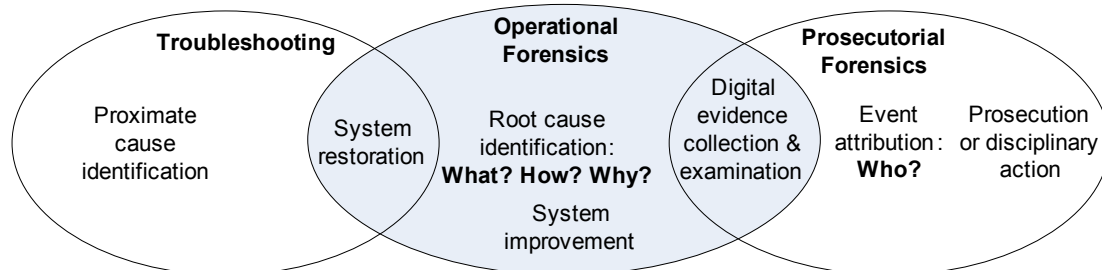 Troubleshooting
Proximate
cause
identification
System
restoration
Operational
Forensics
Root cause
identification:
What? How? Why?
System
improvement
Digital
evidence
collection &
examination
Prosecutorial
Forensics
Event
attribution:
Who?
Prosecution
or disciplinary
action